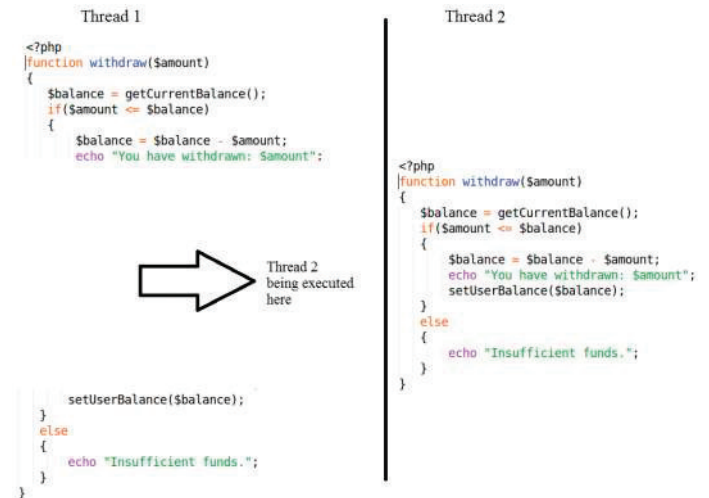 Thread 1
<?php
function withdraw($amount)
{
$balance = getCurrentBalance();
if($amount <= $balance)
{
$balance = $balance - $amount;
echo "You have withdrawn: $amount";
Thread 2
being executed
here
setUserBalance($balance);
}
else
{
echo "Insufficient funds.";
}
}
Thread 2
<?php
function withdraw($amount)
{
$balance = getCurrentBalance();
if($amount <= $balance)
{
$balance = $balance - $amount;
echo "You have withdrawn: $amount";
setUserBalance($balance);
}
else
{
echo "Insufficient funds.";
}
}